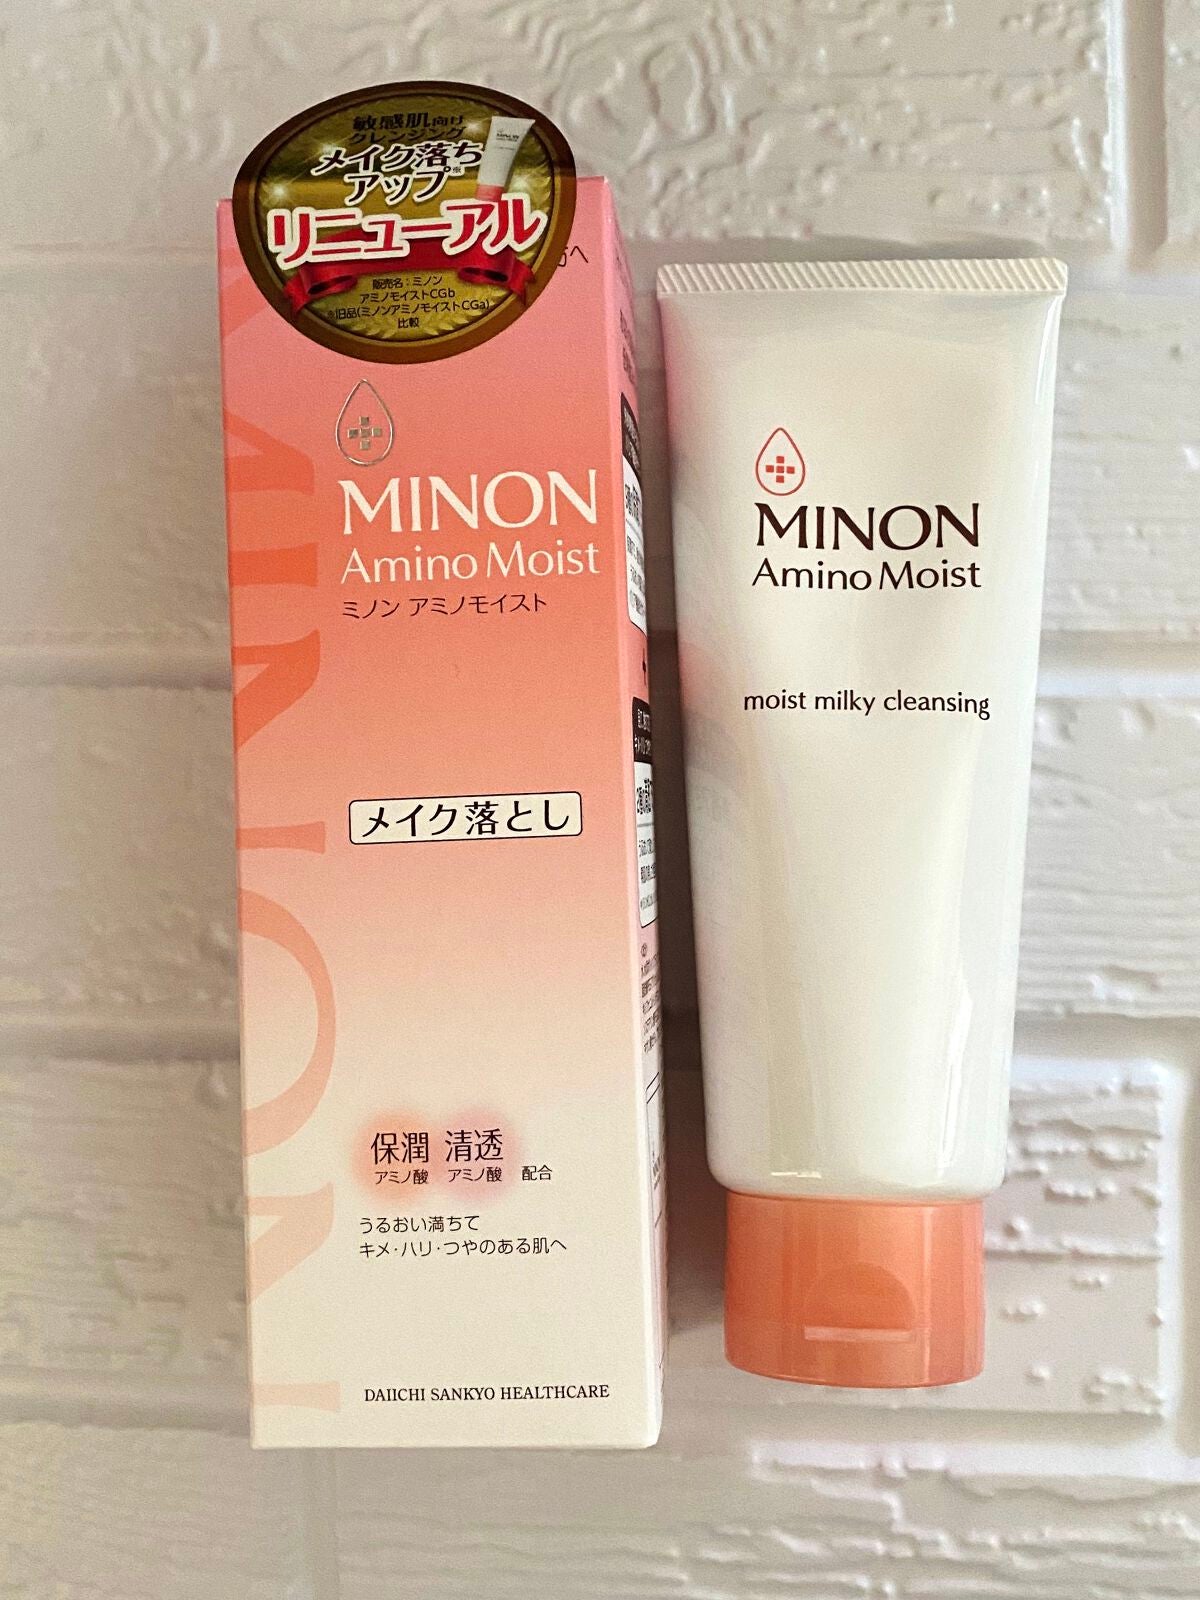 敏感肌向け
クレンジング
メイク落ち
アップ※
リニューアル
販売名：ミノン
アミノモイストCGb
※旧品(ミノンアミノモイストCGa)
比較
MINON
Amino Moist
ミノン アミノモイスト
メイク落とし
保潤 清透
アミノ酸 アミノ酸 配合
うるおい満ちて
キメ・ハリ・つやのある肌へ
DAIICHI SANKYO HEALTHCARE
MINON
MINON
Amino Moist
moist milky cleansing